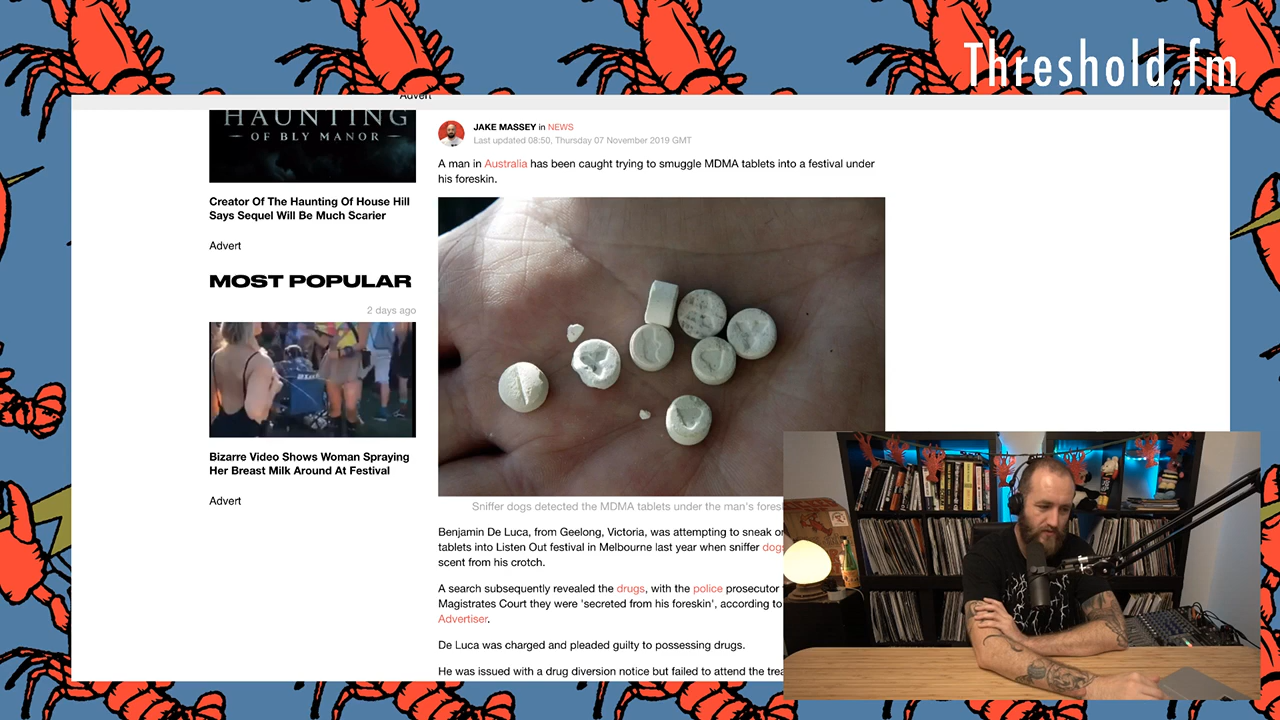 Threshold.fm
Advert
HAUNTING
OF BLY MANOR
Creator Of The Haunting Of House Hill
Says Sequel Will Be Much Scarier
Advert
MOST POPULAR
2 days ago
Bizarre Video Shows Woman Spraying
Her Breast Milk Around At Festival
Advert
JAKE MASSEY in NEWS
Last updated 08:50, Thursday 07 November 2019 GMT
A man in Australia has been caught trying to smuggle MDMA tablets into a festival under
his foreskin.
Sniffer dogs detected the MDMA tablets under the man's
Benjamin De Luca, from Geelong, Victoria, was attempting to sneak
tablets into Listen Out festival in Melbourne last year when sniffer dogs
scent from his crotch.
A search subsequently revealed the drugs, with the police prosecutor
Magistrates Court they were 'secreted from his foreskin', according to
Advertiser.
De Luca was charged and pleaded guilty to possessing drugs.
He was issued with a drug diversion notice but failed to attend the